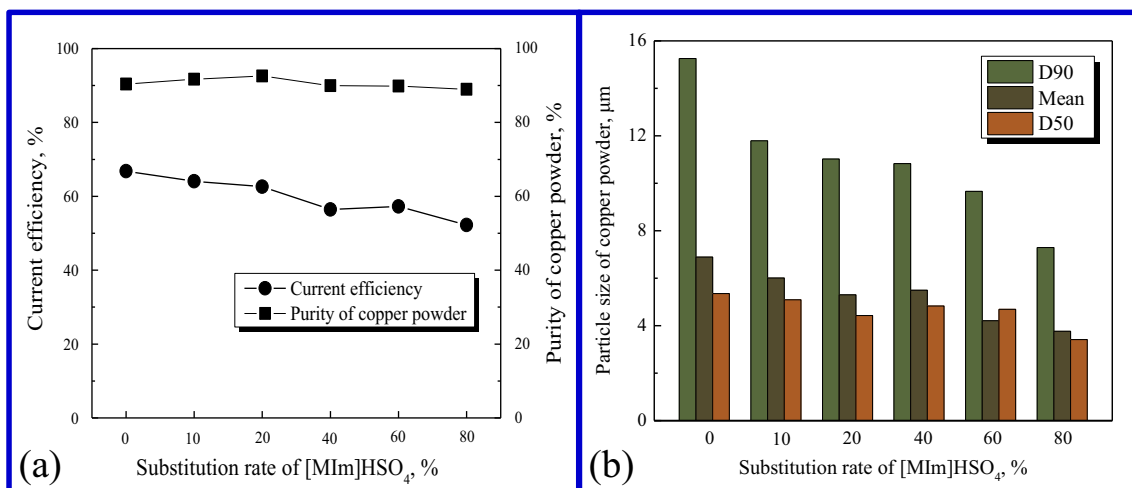 100
80
60
40
20
0
Current efficiency, %
Current efficiency
Purity of copper powder
100
80
60
40
20
0
Purity of copper powder, %
0 10 20 40 60 80
Substitution rate of [MIm]HSO4, %
(a)
16
12
8
4
0
Particle size of copper powder, μm
D90
Mean
D50
0 10 20 40 60 80
Substitution rate of [MIm]HSO4, %
(b)